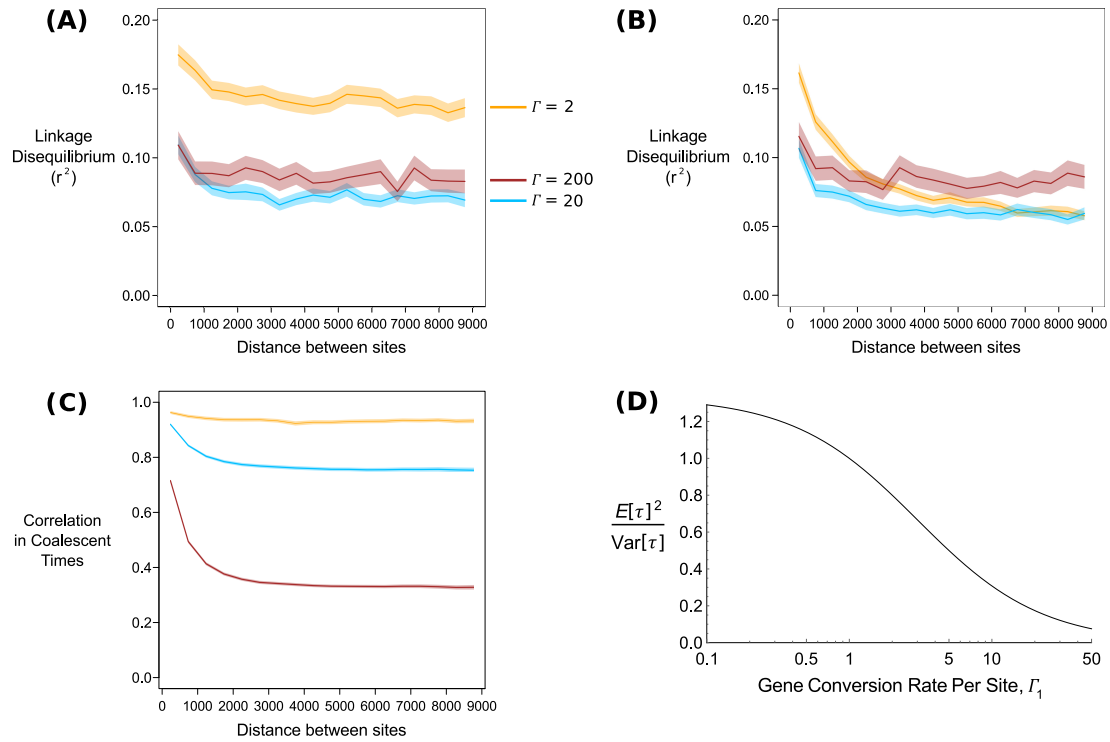 (A)
0.20
0.15
0.10
0.05
0.00
Linkage
Disequilibrium
(r²)
0 1000 2000 3000 4000 5000 6000 7000 8000 9000
Distance between sites
Γ = 2
Γ = 200
Γ = 20
(B)
0.20
0.15
0.10
0.05
0.00
Linkage
Disequilibrium
(r²)
0 1000 2000 3000 4000 5000 6000 7000 8000 9000
Distance between sites
(C)
1.0
0.8
0.6
0.4
0.2
0.0
Correlation
in Coalescent
Times
0 1000 2000 3000 4000 5000 6000 7000 8000 9000
Distance between sites
(D)
1.2
1.0
0.8
0.6
0.4
0.2
0.0
E[τ]²
Var[τ]
0.1 0.5 1 5 10 50
Gene Conversion Rate Per Site, Γ₁